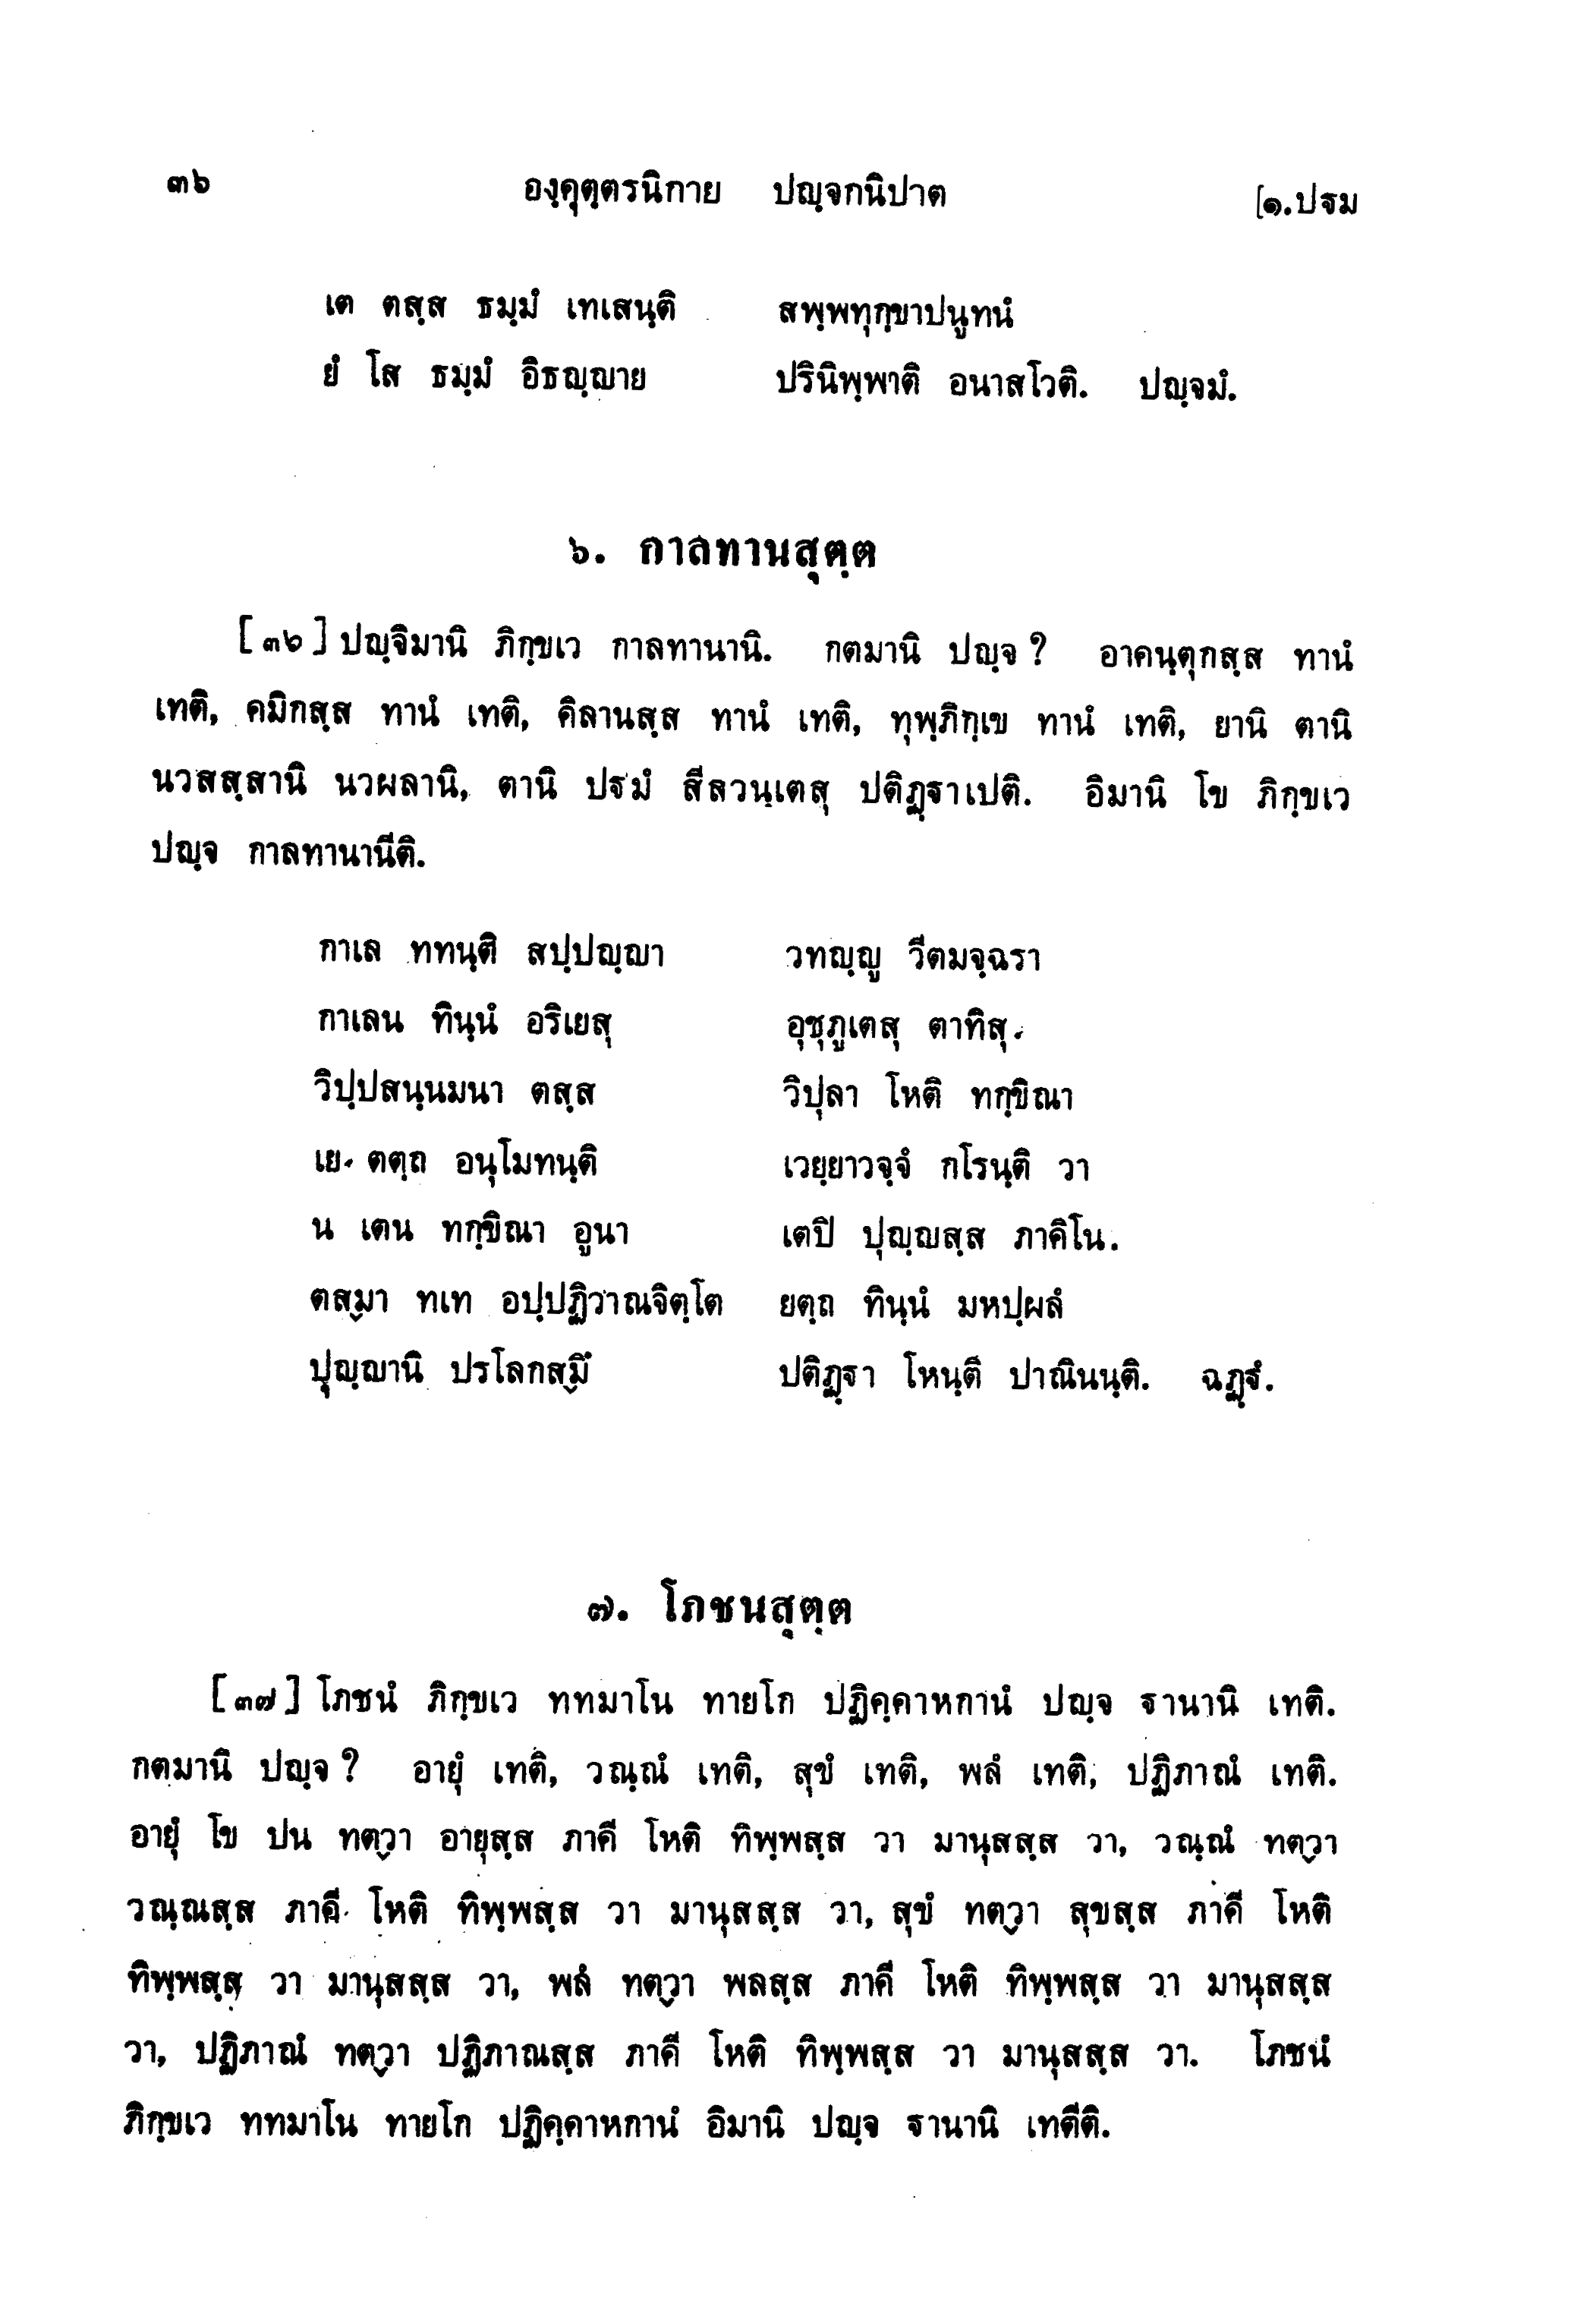 ๓๖ องฺคุตฺตรนิกาย ปญฺจกนิปาต [๑.ปฐม
เต ตสฺส ธมฺมํ เทเสนฺติ สพฺพทุกฺขาปนูทนํ
ยํ โส ธมฺมํ อิธญฺญาย ปรินิพฺพาติ อนาสโวติ. ปญฺจมํ.
๖. กาลทานสุตฺต
[๓๖] ปญฺจิมานิ ภิกฺขเว กาลทานานิ. กตมานิ ปญฺจ ? อาคนฺตุกสฺส ทานํ
เทติ, คมิกสฺส ทานํ เทติ, คิลานสฺส ทานํ เทติ, ทุพฺภิกฺเข ทานํ เทติ, ยานิ ตานิ
นวสสฺสานิ นวผลานิ, ตานิ ปฐมํ สีลวนฺเตสุ ปติฏฺฐาเปติ. อิมานิ โข ภิกฺขเว
ปญฺจ กาลทานานีติ.
กาเล ททนฺติ สปฺปญฺญา วทญฺญู วีตมจฺฉรา
กาเลน ทินฺนํ อริเยสุ อุชุภูเตสุ ตาทิสุ.
วิปฺปสนฺนมนา ตสฺส วิปุลา โหติ ทกฺขิณา
เย ตตฺถ อนุโมทนฺติ เวยฺยาวจฺจํ กโรนฺติ วา
น เตน ทกฺขิณา อูนา เตปิ ปุญฺญสฺส ภาคิโน.
ตสฺมา ทเท อปฺปฏิวาณจิตฺโต ยตฺถ ทินฺนํ มหปฺผลํ
ปุญฺญานิ ปรโลกสฺมึ ปติฏฺฐา โหนฺติ ปาณินนฺติ. ฉฏฺฐํ.
๗. โภชนสุตฺต
[๓๗] โภชนํ ภิกฺขเว ททมาโน ทายโก ปฏิคฺคาหกานํ ปญฺจ ฐานานิ เทติ.
กตมานิ ปญฺจ ? อายุํ เทติ, วณฺณํ เทติ, สุขํ เทติ, พลํ เทติ, ปฏิภาณํ เทติ.
อายุํ โข ปน ทตฺวา อายุสฺส ภาคี โหติ ทิพฺพสฺส วา มานุสสฺส วา, วณฺณํ ทตฺวา
วณฺณสฺส ภาคี โหติ ทิพฺพสฺส วา มานุสสฺส วา, สุขํ ทตฺวา สุขสฺส ภาคี โหติ
ทิพฺพสฺส วา มานุสสฺส วา, พลํ ทตฺวา พลสฺส ภาคี โหติ ทิพฺพสฺส วา มานุสสฺส
วา, ปฏิภาณํ ทตฺวา ปฏิภาณสฺส ภาคี โหติ ทิพฺพสฺส วา มานุสสฺส วา. โภชนํ
ภิกฺขเว ททมาโน ทายโก ปฏิคฺคาหกานํ อิมานิ ปญฺจ ฐานานิ เทตีติ.